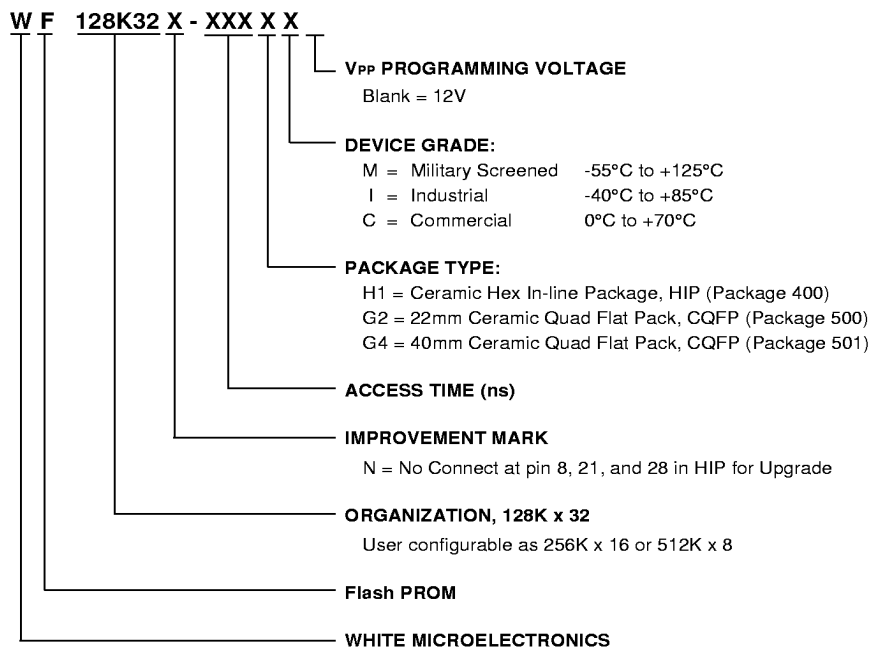 W F 128K32 X - XXX X X
VPP PROGRAMMING VOLTAGE
Blank = 12V
DEVICE GRADE:
M = Military Screened -55°C to +125°C
I = Industrial -40°C to +85°C
C = Commercial 0°C to +70°C
PACKAGE TYPE:
H1 = Ceramic Hex In-line Package, HIP (Package 400)
G2 = 22mm Ceramic Quad Flat Pack, CQFP (Package 500)
G4 = 40mm Ceramic Quad Flat Pack, CQFP (Package 501)
ACCESS TIME (ns)
IMPROVEMENT MARK
N = No Connect at pin 8, 21, and 28 in HIP for Upgrade
ORGANIZATION, 128K x 32
User configurable as 256K x 16 or 512K x 8
Flash PROM
WHITE MICROELECTRONICS